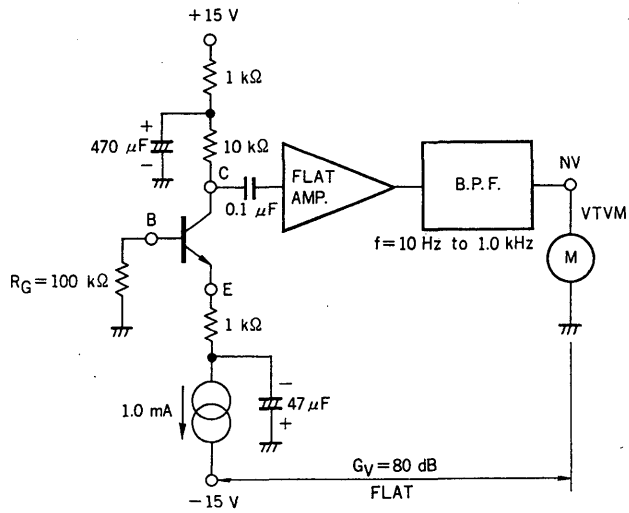 +15 V
1 kΩ
+
470 μF
−
10 kΩ
C
0.1 μF
FLAT
AMP.
B.P.F.
f=10 Hz to 1.0 kHz
NV
VTVM
M
B
R_G=100 kΩ
E
1 kΩ
1.0 mA
−
47 μF
+
−15 V
G_V=80 dB
FLAT